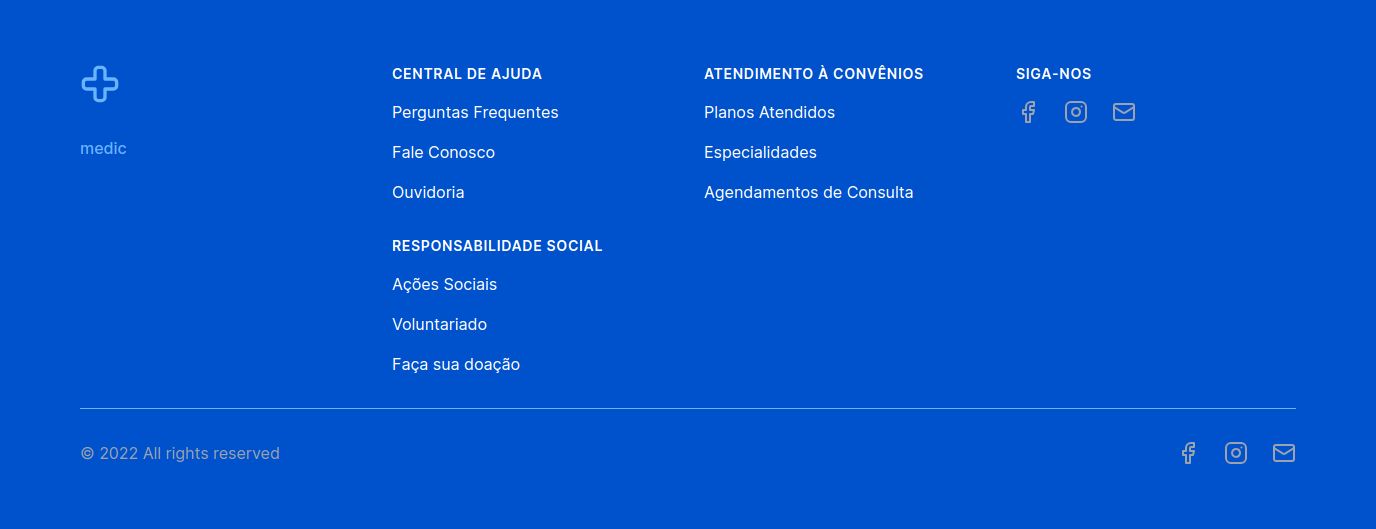 medic
CENTRAL DE AJUDA
Perguntas Frequentes
Fale Conosco
Ouvidoria
RESPONSABILIDADE SOCIAL
Ações Sociais
Voluntariado
Faça sua doação
ATENDIMENTO À CONVÊNIOS
Planos Atendidos
Especialidades
Agendamentos de Consulta
SIGA-NOS
© 2022 All rights reserved